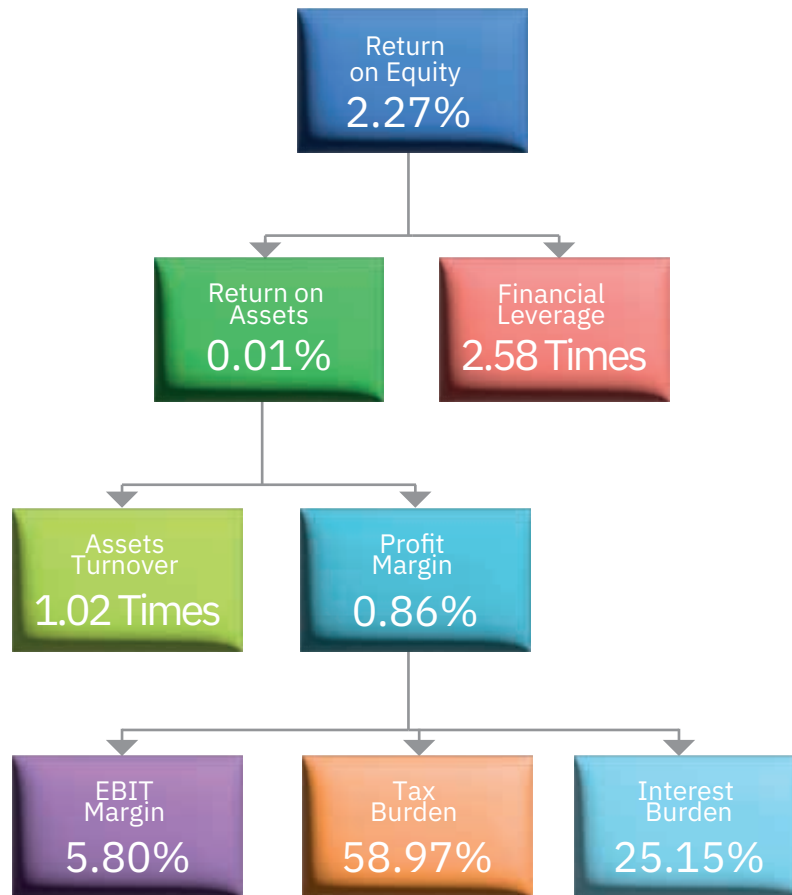 Return
on Equity
2.27%
Return on
Assets
0.01%
Financial
Leverage
2.58 Times
Assets
Turnover
1.02 Times
Profit
Margin
0.86%
EBIT
Margin
5.80%
Tax
Burden
58.97%
Interest
Burden
25.15%